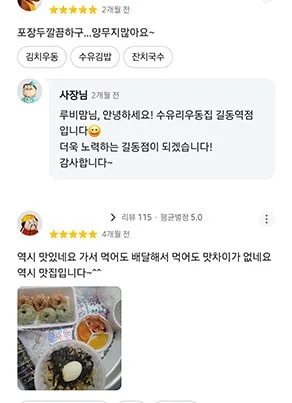 ★★★★★ 2개월 전
포장두깔끔하구...양무지많아요~
김치우동 수유김밥 잔치국수
사장님 2개월 전
루비맘님, 안녕하세요! 수유리우동집 길동역점
입니다😀
더욱 노력하는 길동점이 되겠습니다!
감사합니다~
리뷰 115 · 평균별점 5.0
★★★★★ 4개월 전
역시 맛있네요 가서 먹어도 배달해서 먹어도 맛차이가 없네요
역시 맛집입니다~^^